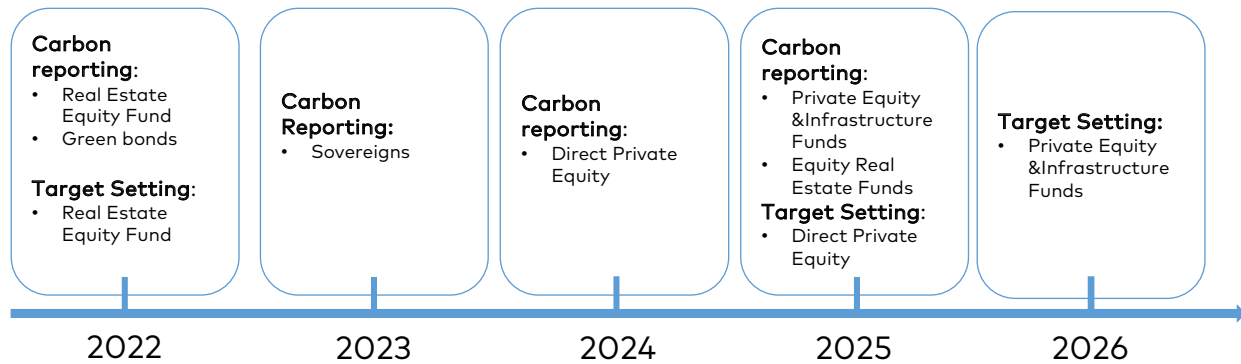 Carbon
reporting:
• Real Estate
Equity Fund
• Green bonds
Target Setting:
• Real Estate
Equity Fund
Carbon
Reporting:
• Sovereigns
Carbon
reporting:
• Direct Private
Equity
Carbon
reporting:
• Private Equity
&Infrastructure
Funds
• Equity Real
Estate Funds
Target Setting:
• Direct Private
Equity
Target Setting:
• Private Equity
&Infrastructure
Funds
2022
2023
2024
2025
2026